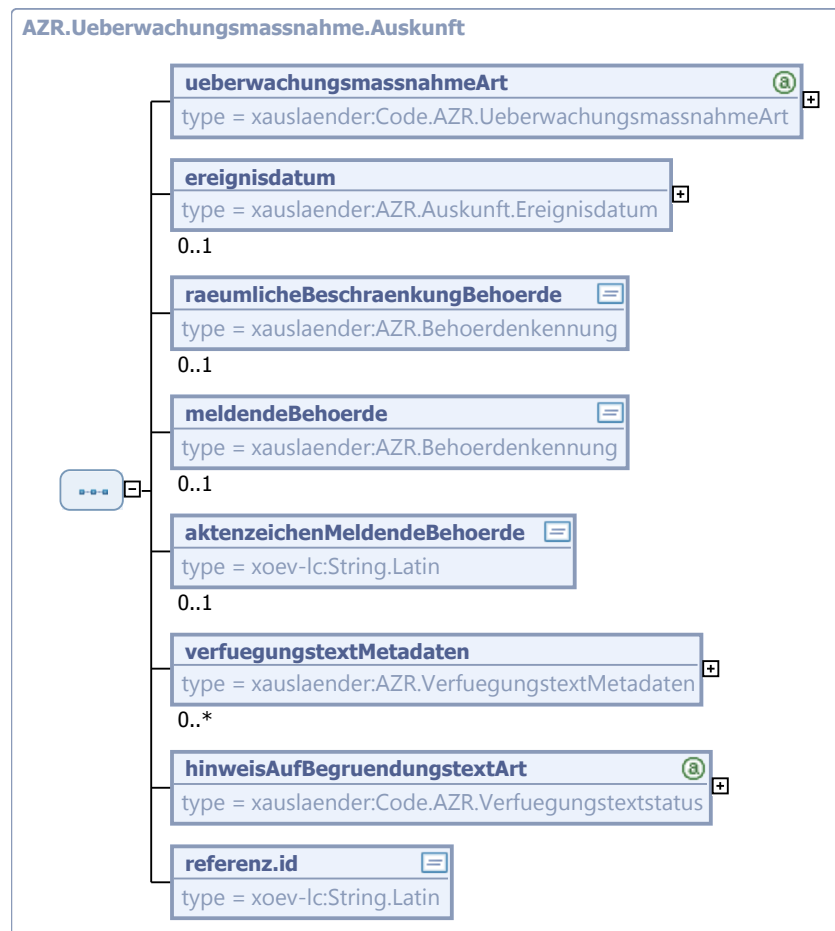 AZR.Ueberwachungsmassnahme.Auskunft
ueberwachungsmassnahmeArt
type = xauslaender:Code.AZR.UeberwachungsmassnahmeArt
ereignisdatum
type = xauslaender:AZR.Auskunft.Ereignisdatum
0..1
raeumlicheBeschraenkungBehoerde
type = xauslaender:AZR.Behoerdenkennung
0..1
meldendeBehoerde
type = xauslaender:AZR.Behoerdenkennung
0..1
aktenzeichenMeldendeBehoerde
type = xoev-lc:String.Latin
0..1
verfuegungstextMetadaten
type = xauslaender:AZR.VerfuegungstextMetadaten
0..*
hinweisAufBegruendungstextArt
type = xauslaender:Code.AZR.Verfuegungstextstatus
referenz.id
type = xoev-lc:String.Latin